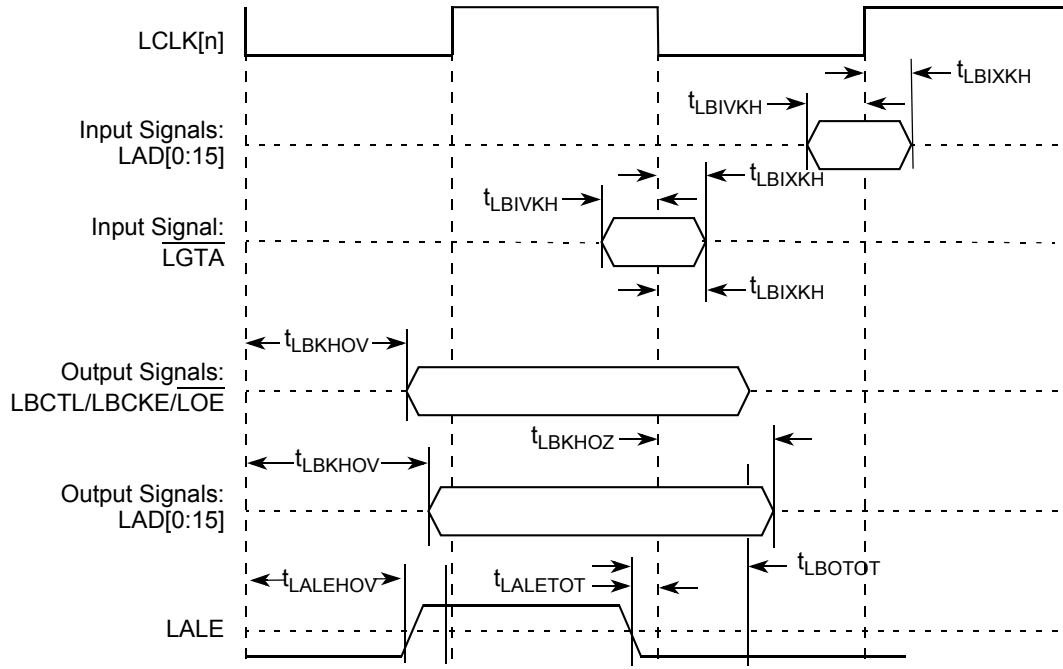 LCLK[n]
tLBIXKH
tLBIVKH
Input Signals:
LAD[0:15]
tLBIXKH
tLBIVKH
Input Signal:
LGTA
tLBIXKH
tLBKHOV
Output Signals:
LBCTL/LBCKE/LOE
tLBKHOZ
tLBKHOV
Output Signals:
LAD[0:15]
tLBOTOT
tLALEHOV
tLALETOT
LALE